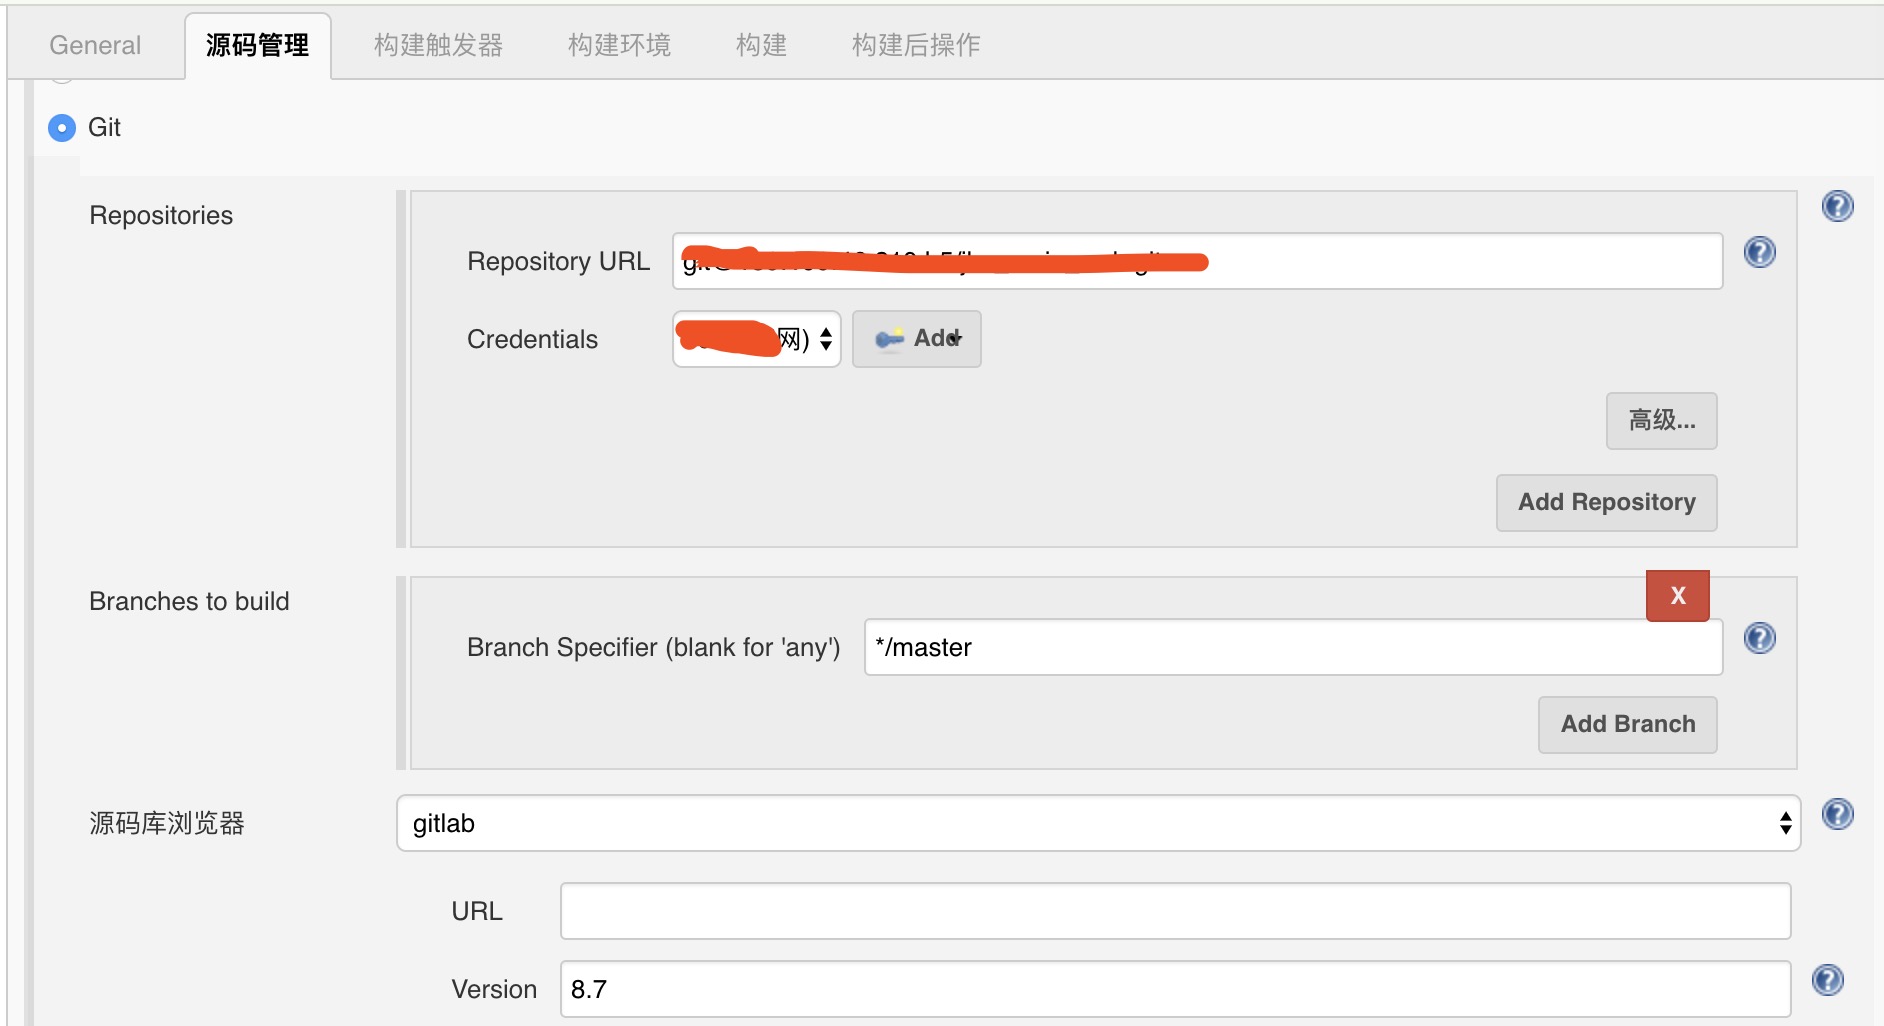 General 源码管理 构建触发器 构建环境 构建 构建后操作
Git
Repositories
Repository URL
Credentials 网) Add
高级...
Add Repository
Branches to build
X
Branch Specifier (blank for 'any') */master
Add Branch
源码库浏览器 gitlab
URL
Version 8.7